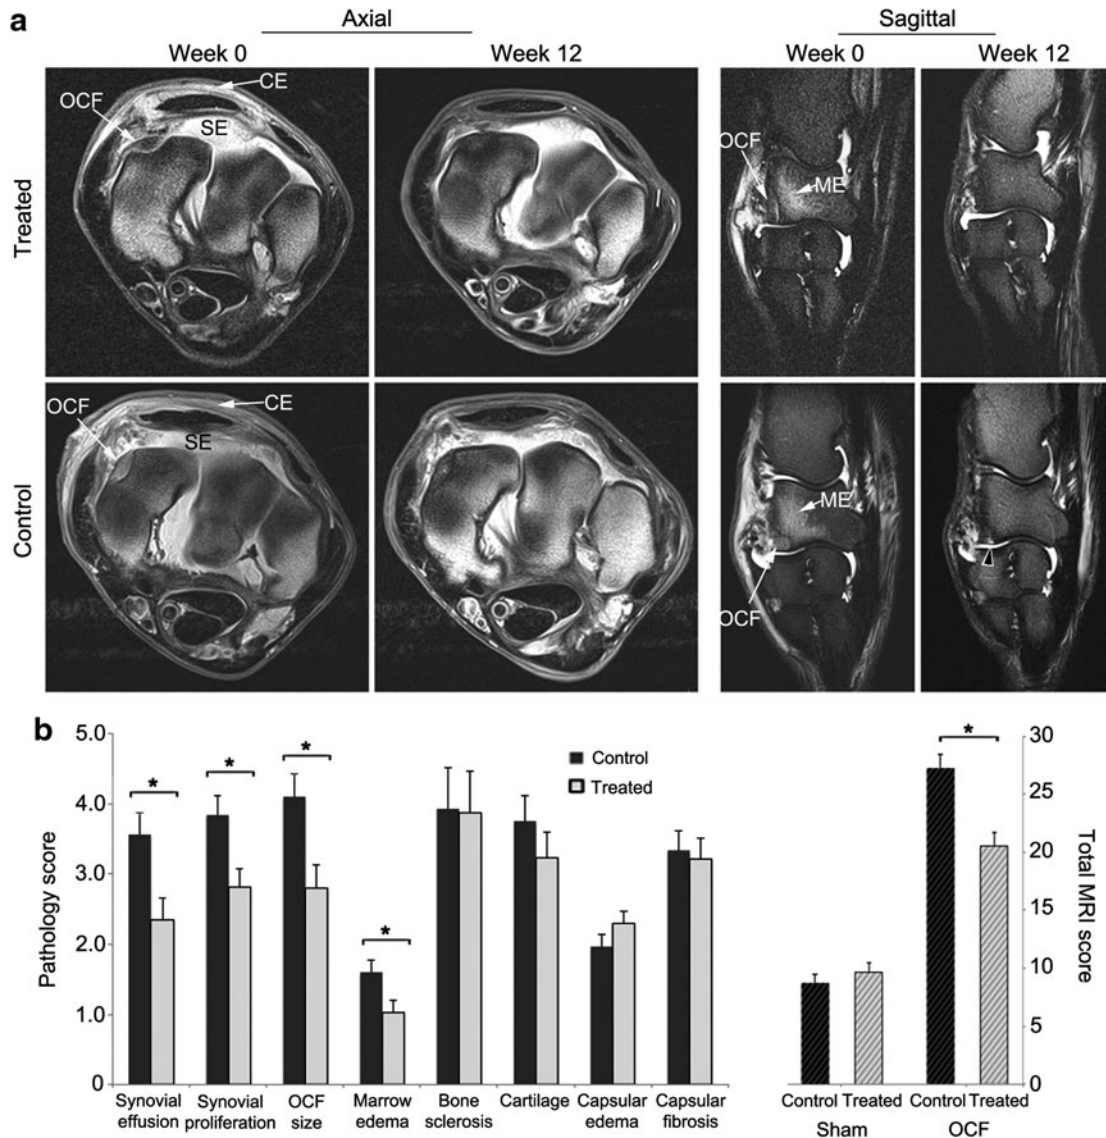 a
Axial
Sagittal
Week 0
Week 12
Week 0
Week 12
Treated
CE
OCF
SE
OCF
ME
Control
CE
OCF
SE
ME
OCF
b
5.0
4.0
3.0
2.0
1.0
0
Pathology score
*
*
*
*
Control
Treated
Synovial effusion
Synovial proliferation
OCF size
Marrow edema
Bone sclerosis
Cartilage
Capsular edema
Capsular fibrosis
*
30
25
20
15
10
5
0
Total MRI score
Control Treated Control Treated
Sham OCF